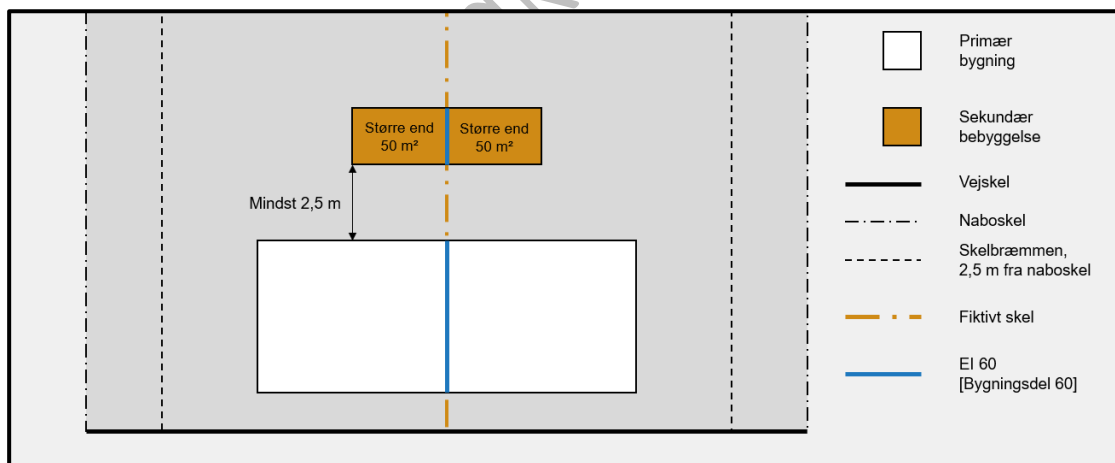 Større end
50 m²
Større end
50 m²
Mindst 2,5 m
Primær
bygning
Sekundær
bebyggelse
Vejskel
Naboskel
Skelbræmmen,
2,5 m fra naboskel
Fiktivt skel
EI 60
[Bygningsdel 60]